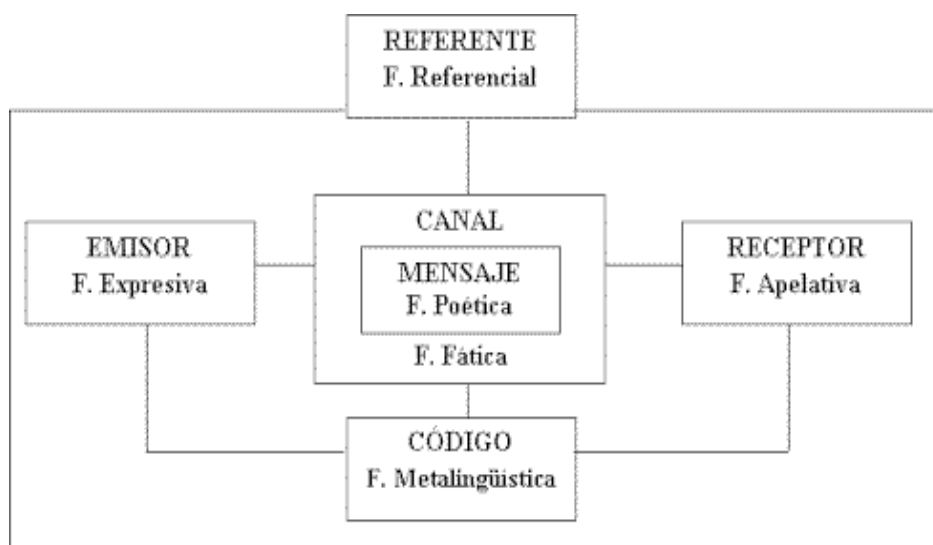 REFERENTE
F. Referencial
CANAL
EMISOR
F. Expresiva
MENSAJE
F. Poética
RECEPTOR
F. Apelativa
F. Fática
CÓDIGO
F. Metalingüística